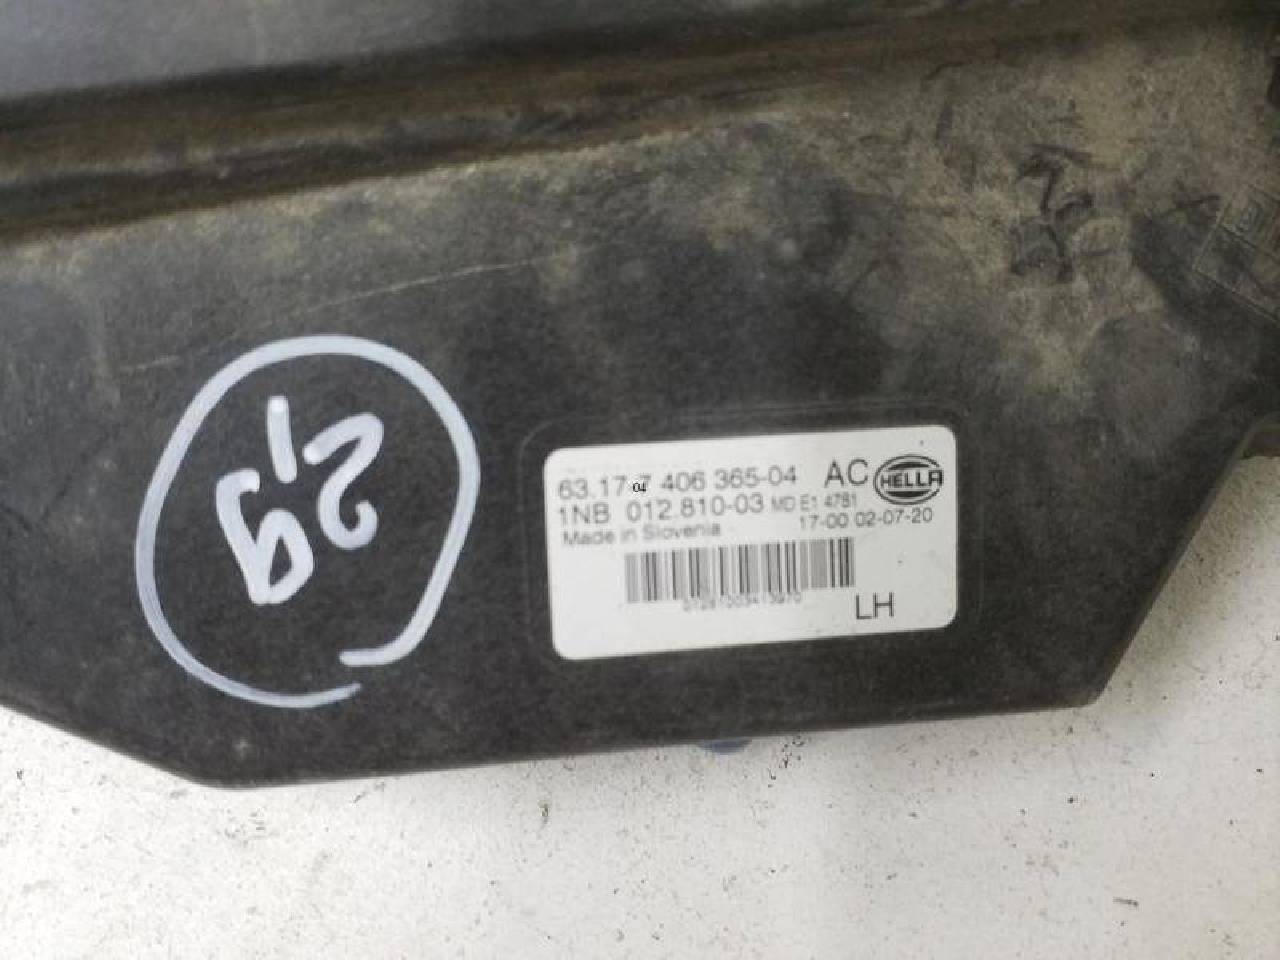 63.17-7 406 365-04 AC HELLA
04
1NB 012.810-03 MD E1 4781
Made in Slovenia 17-00 02-07-20
LH